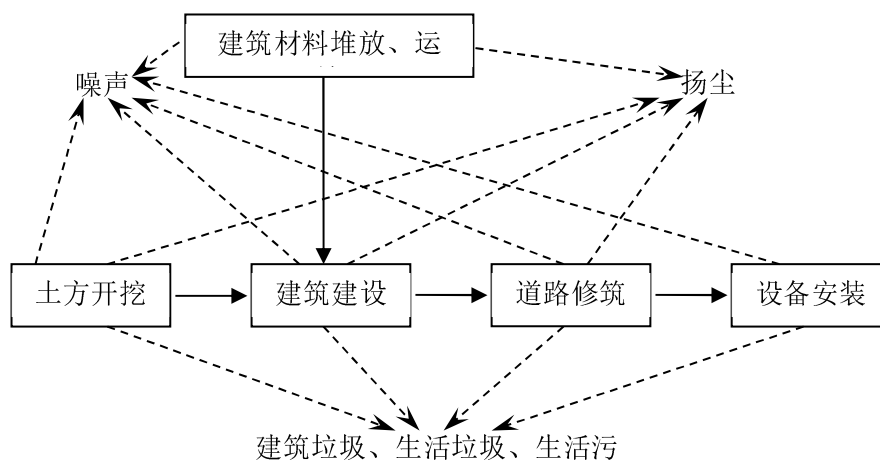 建筑材料堆放、运
噪声
扬尘
土方开挖
建筑建设
道路修筑
设备安装
建筑垃圾、生活垃圾、生活污